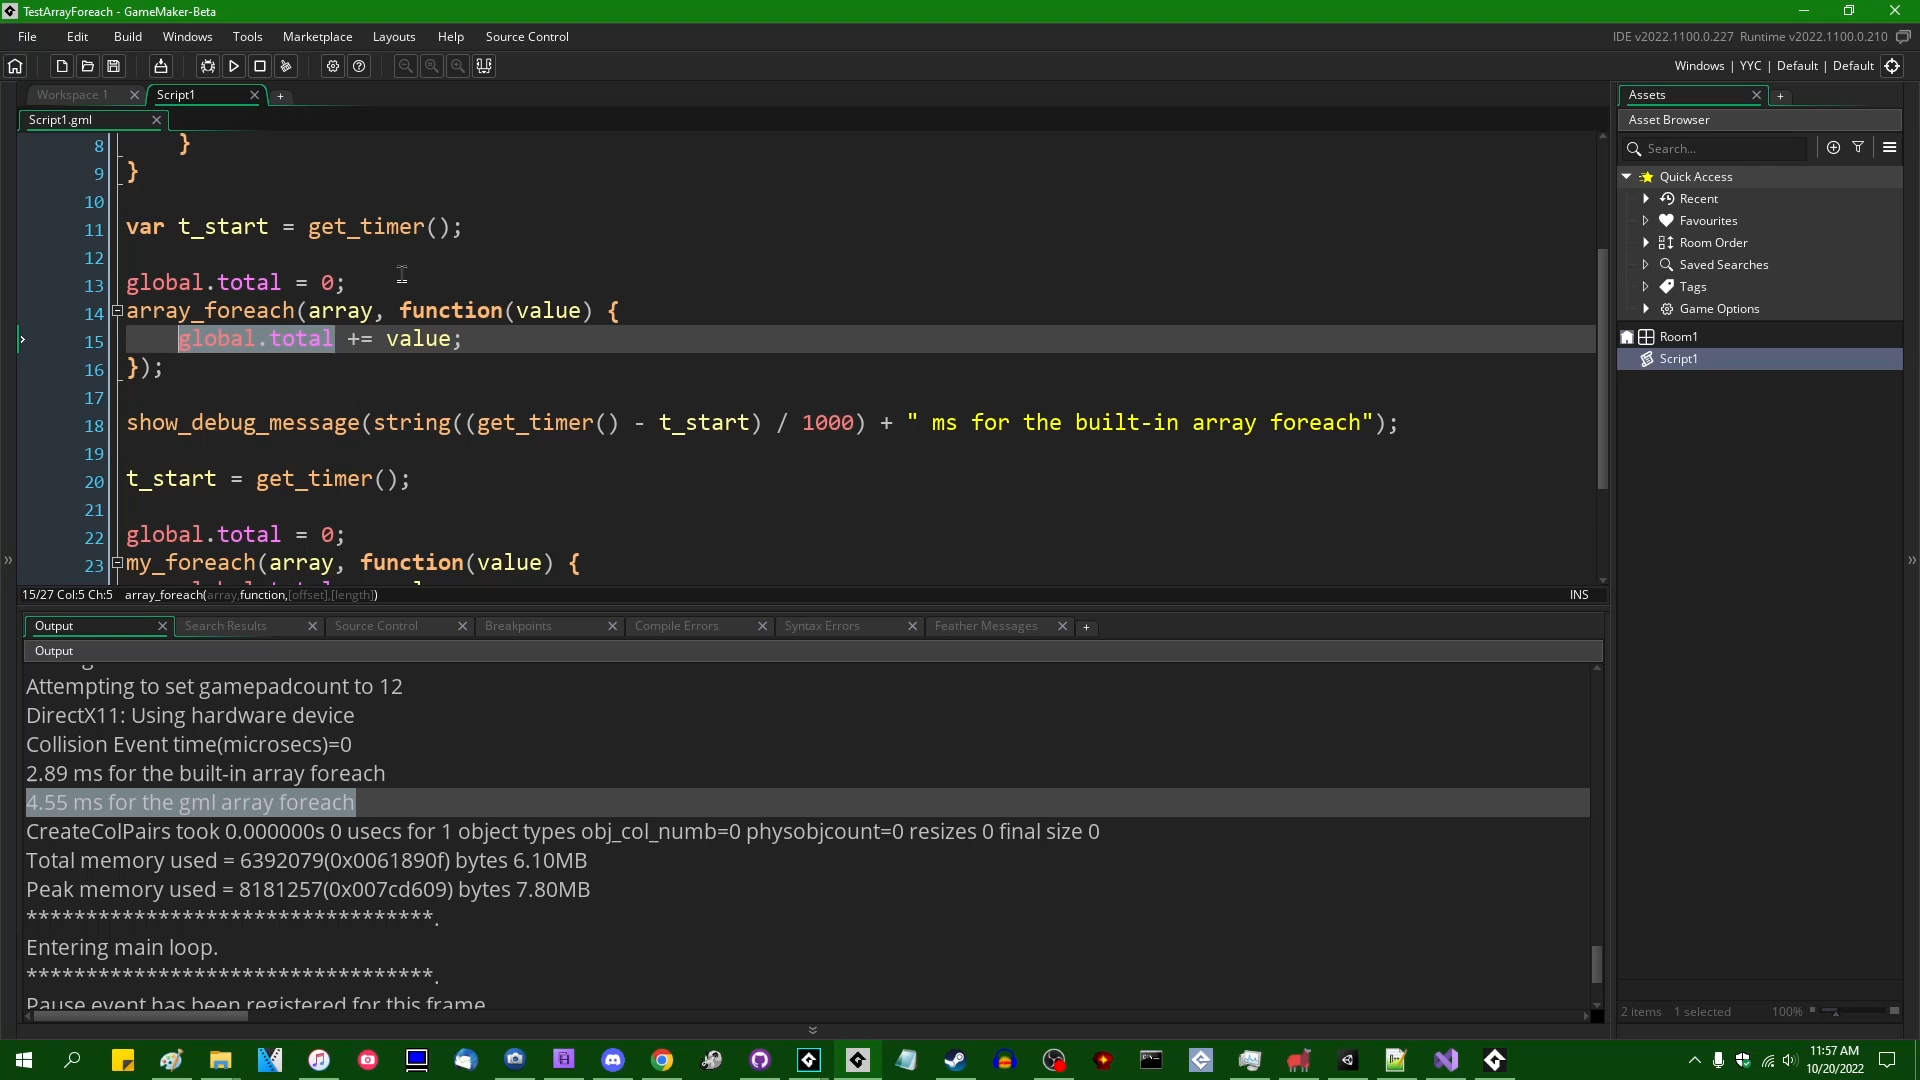 TestArrayForeach - GameMaker-Beta
File Edit Build Windows Tools Marketplace Layouts Help Source Control
IDE v2022.1100.0.227 Runtime v2022.1100.0.210
Windows | YYC | Default | Default
Workspace 1 Script1 +
Script1.gml
8 }
9 }
10
11 var t_start = get_timer();
12
13 global.total = 0;
14 array_foreach(array, function(value) {
15 global.total += value;
16 });
17
18 show_debug_message(string((get_timer() - t_start) / 1000) + " ms for the built-in array foreach");
19
20 t_start = get_timer();
21
22 global.total = 0;
23 my_foreach(array, function(value) {
15/27 Col:5 Ch:5 array_foreach(array,function,[offset],[length])
INS
Output Search Results Source Control Breakpoints Compile Errors Syntax Errors Feather Messages +
Output
Attempting to set gamepadcount to 12
DirectX11: Using hardware device
Collision Event time(microsecs)=0
2.89 ms for the built-in array foreach
4.55 ms for the gml array foreach
CreateColPairs took 0.000000s 0 usecs for 1 object types obj_col_numb=0 physobjcount=0 resizes 0 final size 0
Total memory used = 6392079(0x0061890f) bytes 6.10MB
Peak memory used = 8181257(0x007cd609) bytes 7.80MB
**********************************.
Entering main loop.
**********************************.
Pause event has been registered for this frame
Assets +
Asset Browser
Search...
Quick Access
Recent
Favourites
Room Order
Saved Searches
Tags
Game Options
Room1
Script1
2 items 1 selected 100%
11:57 AM
10/20/2022